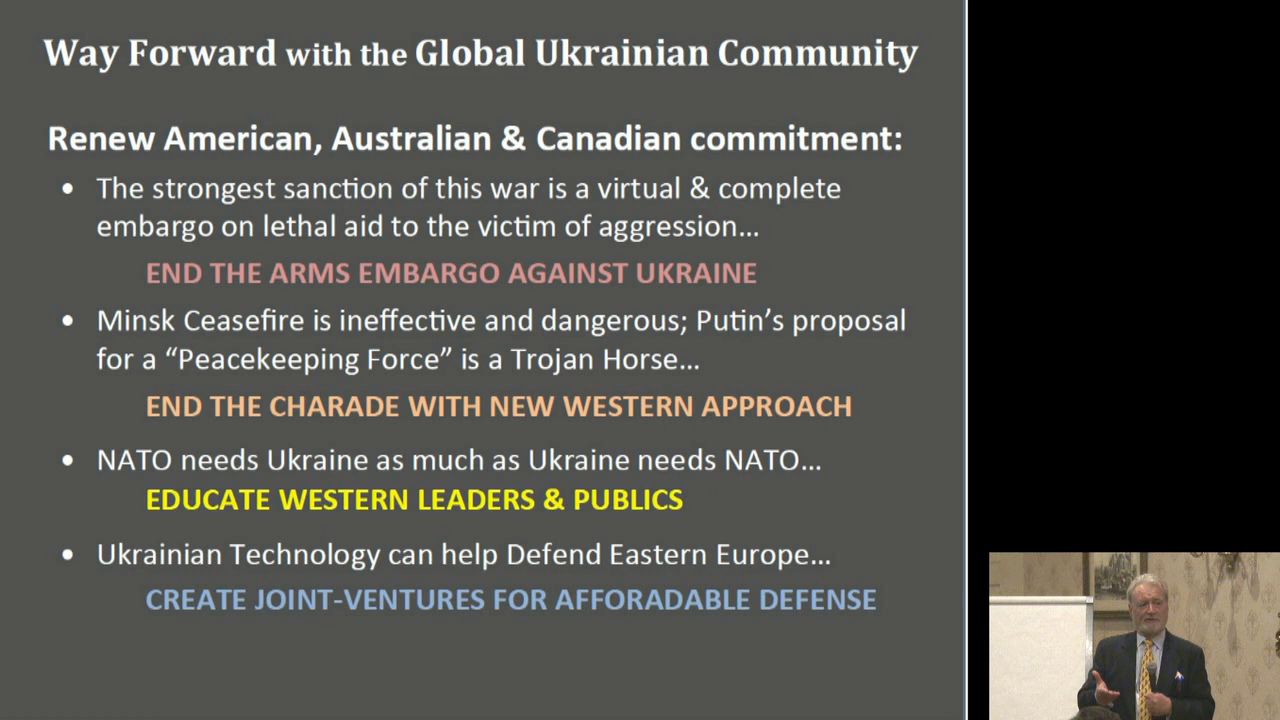 Way Forward with the Global Ukrainian Community
Renew American, Australian & Canadian commitment:
• The strongest sanction of this war is a virtual & complete
embargo on lethal aid to the victim of aggression…
END THE ARMS EMBARGO AGAINST UKRAINE
• Minsk Ceasefire is ineffective and dangerous; Putin’s proposal
for a “Peacekeeping Force” is a Trojan Horse…
END THE CHARADE WITH NEW WESTERN APPROACH
• NATO needs Ukraine as much as Ukraine needs NATO…
EDUCATE WESTERN LEADERS & PUBLICS
• Ukrainian Technology can help Defend Eastern Europe…
CREATE JOINT-VENTURES FOR AFFORADABLE DEFENSE